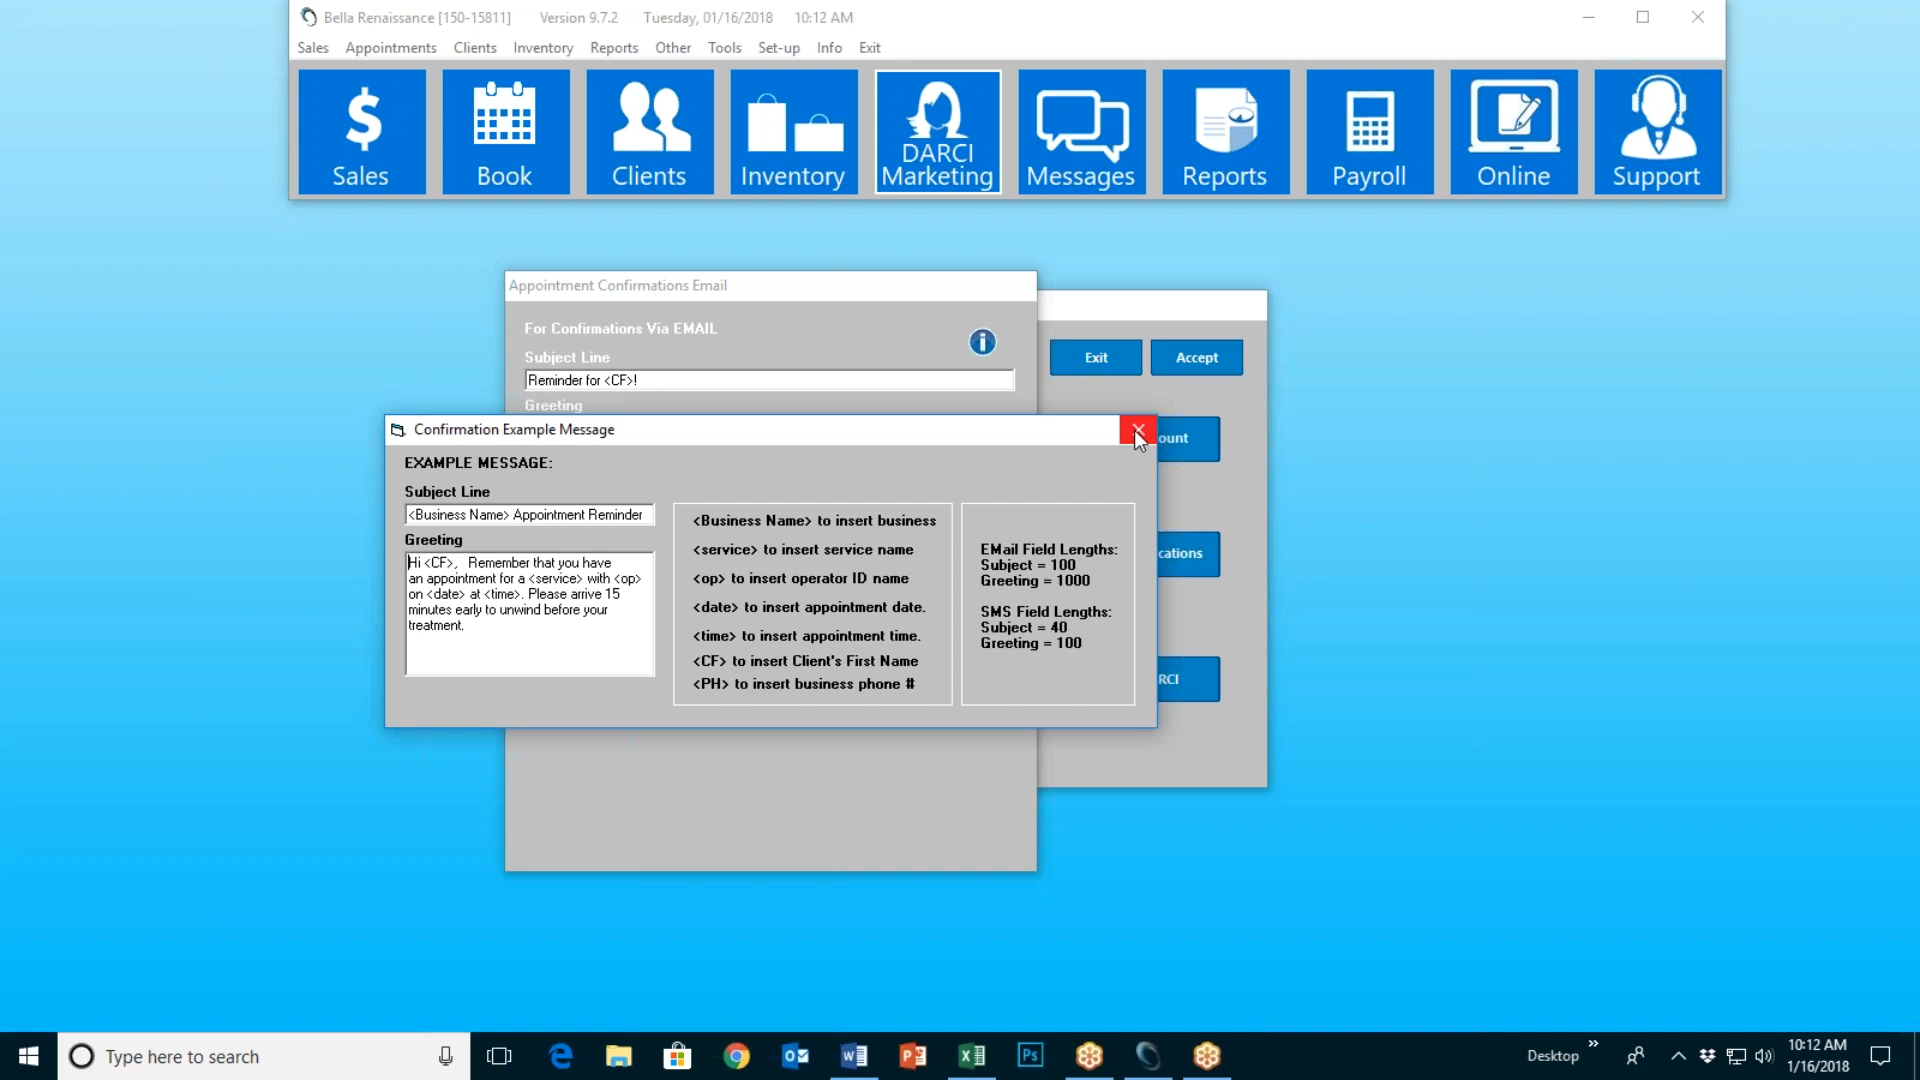 Bella Renaissance [150-15811] Version 9.7.2 Tuesday, 01/16/2018 10:12 AM
Sales Appointments Clients Inventory Reports Other Tools Set-up Info Exit
Sales
Book
Clients
Inventory
DARCI
Marketing
Messages
Reports
Payroll
Online
Support
Appointment Confirmations Email
For Confirmations Via EMAIL
Subject Line
Reminder for <CF>!
Greeting
Exit
Accept
ount
cations
RCI
Confirmation Example Message
EXAMPLE MESSAGE:
Subject Line
<Business Name> Appointment Reminder
Greeting
Hi <CF>, Remember that you have
an appointment for a <service> with <op>
on <date> at <time>. Please arrive 15
minutes early to unwind before your
treatment.
<Business Name> to insert business
<service> to insert service name
<op> to insert operator ID name
<date> to insert appointment date.
<time> to insert appointment time.
<CF> to insert Client's First Name
<PH> to insert business phone #
EMail Field Lengths:
Subject = 100
Greeting = 1000
SMS Field Lengths:
Subject = 40
Greeting = 100
Type here to search
Desktop
10:12 AM
1/16/2018